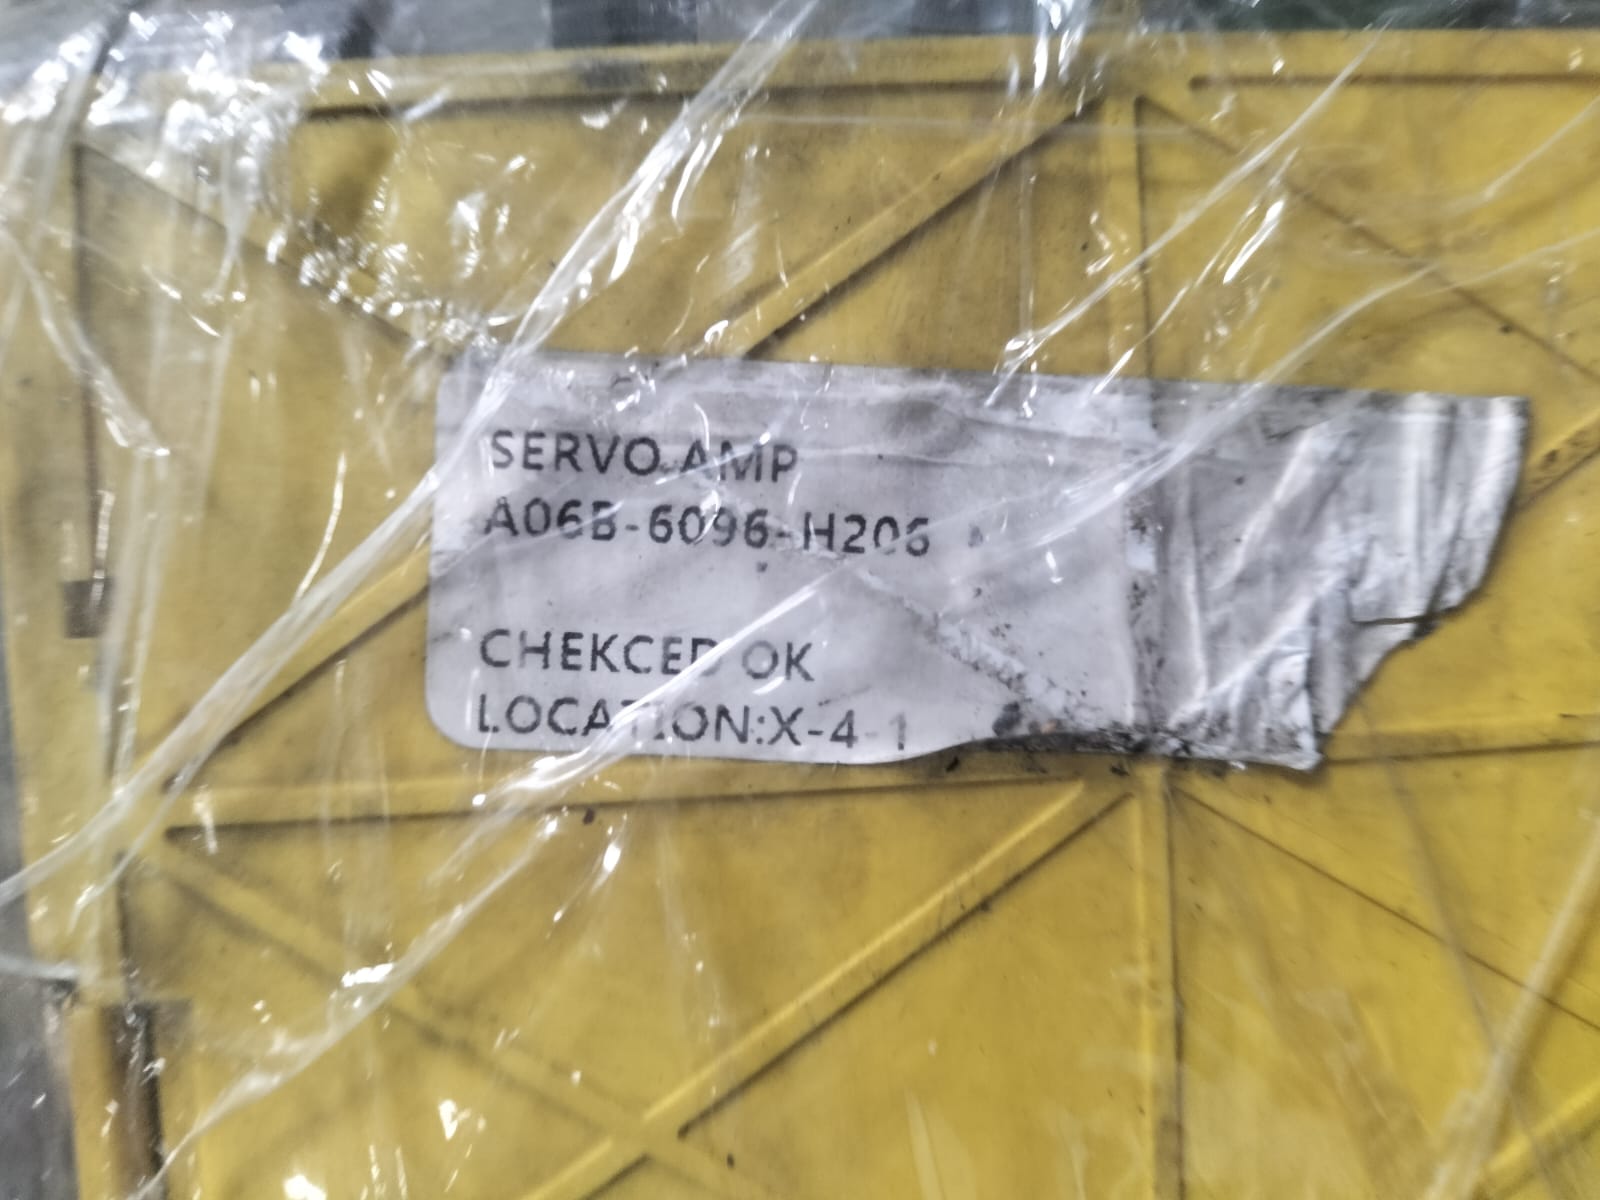 SERVO AMP
A06B-6096-H206
CHEKCED OK
LOCATION:X-4-1